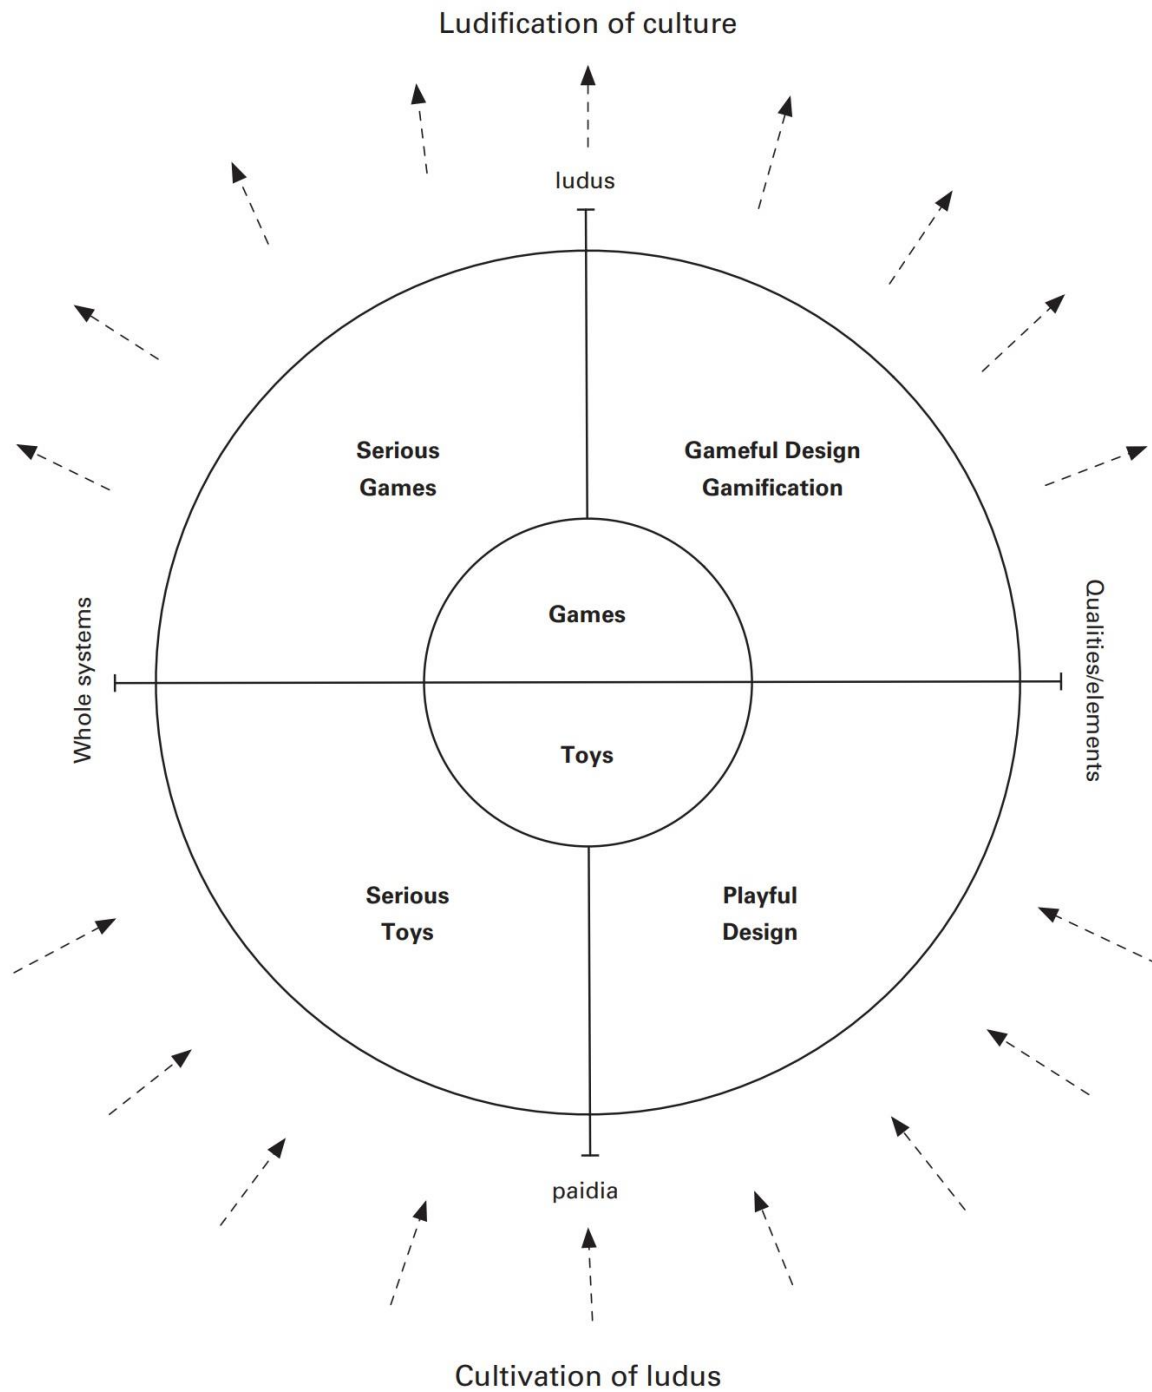 Ludification of culture
ludus
Serious
Games
Gameful Design
Gamification
Games
Whole systems
Qualities/elements
Toys
Serious
Toys
Playful
Design
paidia
Cultivation of ludus